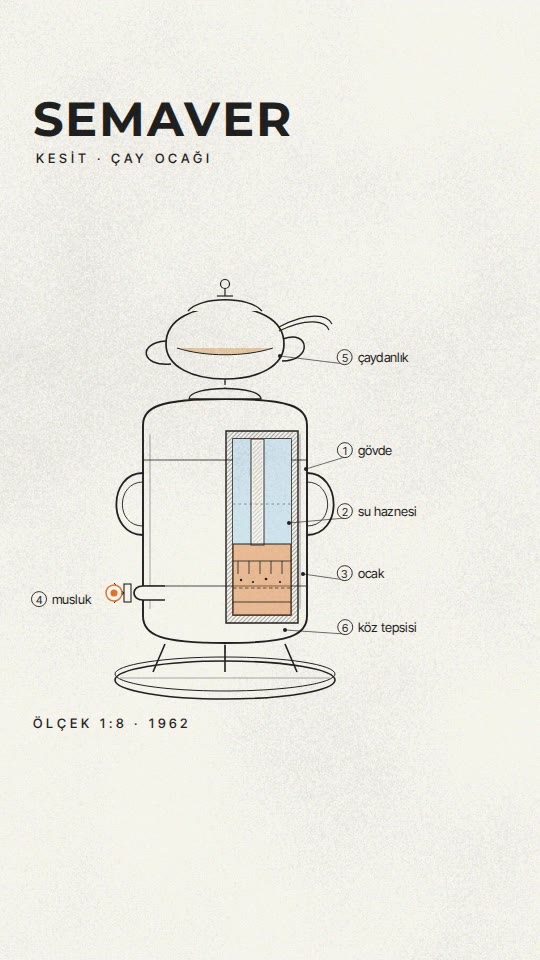 SEMAVER
KESİT · ÇAY OCAĞI
5 çaydanlık
1 gövde
2 su haznesi
3 ocak
4 musluk
6 köz tepsisi
ÖLÇEK 1:8 · 1962